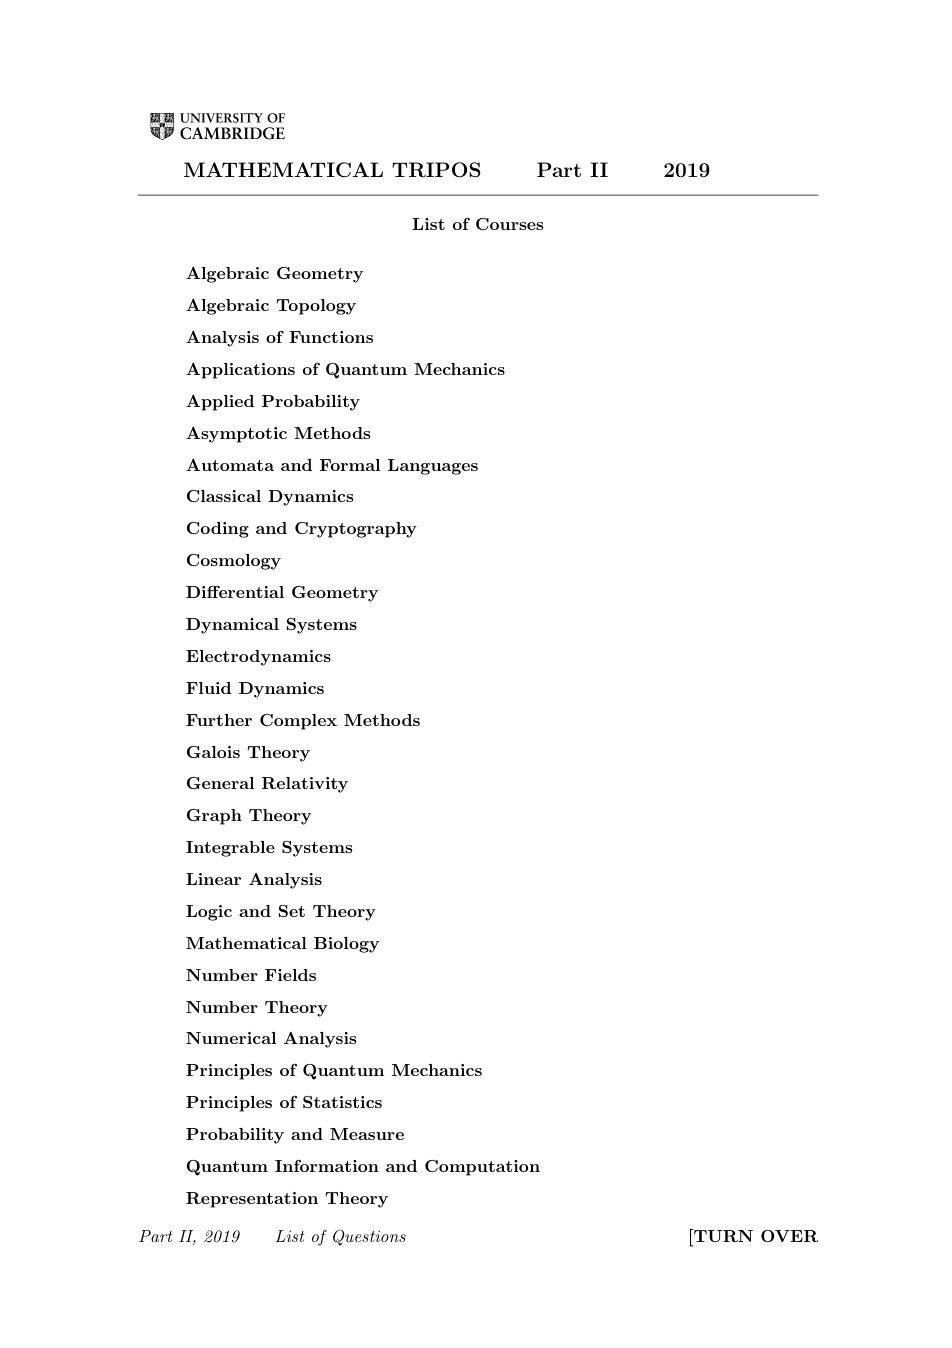 UNIVERSITY OF
CAMBRIDGE
MATHEMATICAL TRIPOS Part II 2019
List of Courses
Algebraic Geometry
Algebraic Topology
Analysis of Functions
Applications of Quantum Mechanics
Applied Probability
Asymptotic Methods
Automata and Formal Languages
Classical Dynamics
Coding and Cryptography
Cosmology
Differential Geometry
Dynamical Systems
Electrodynamics
Fluid Dynamics
Further Complex Methods
Galois Theory
General Relativity
Graph Theory
Integrable Systems
Linear Analysis
Logic and Set Theory
Mathematical Biology
Number Fields
Number Theory
Numerical Analysis
Principles of Quantum Mechanics
Principles of Statistics
Probability and Measure
Quantum Information and Computation
Representation Theory
Part II, 2019 List of Questions [TURN OVER